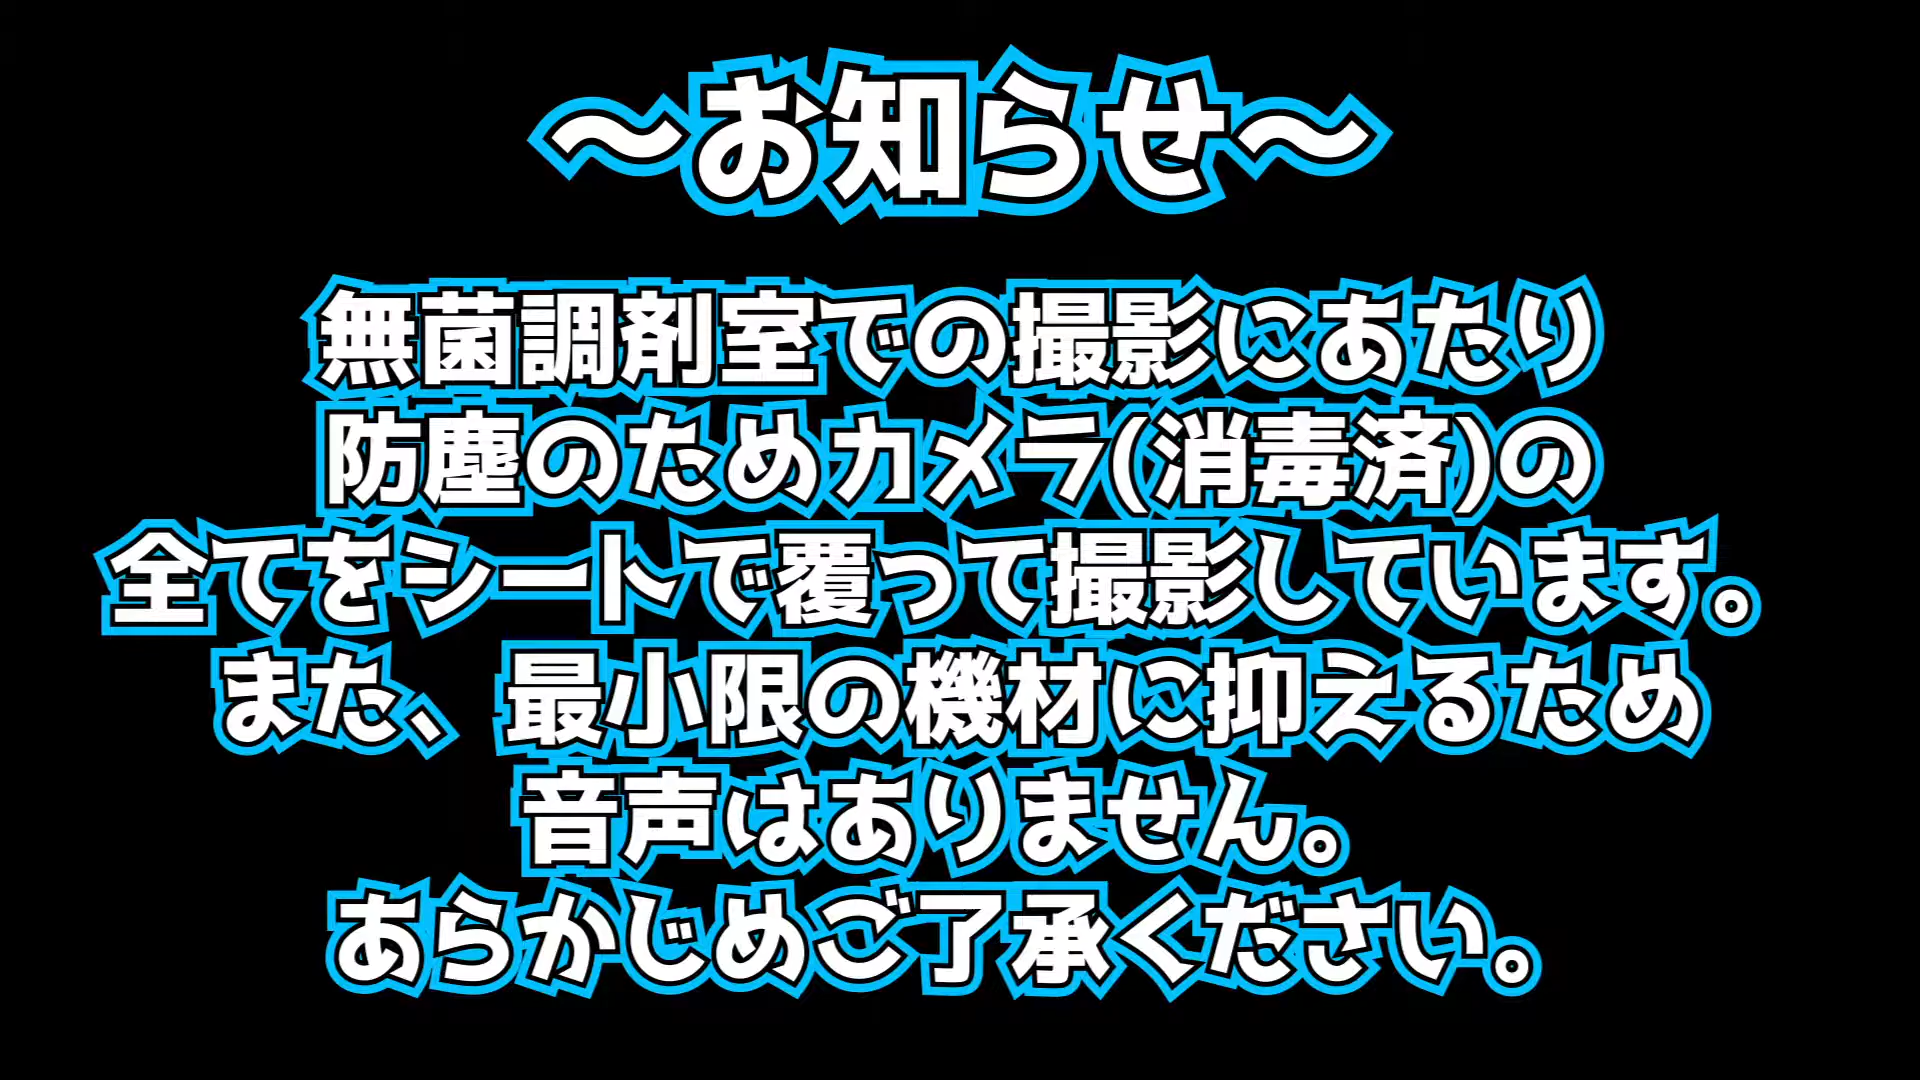 ～お知らせ～
無菌調剤室での撮影にあたり
防塵のためカメラ(消毒済)の
全てをシートで覆って撮影しています。
また、最小限の機材に抑えるため
音声はありません。
あらかじめご了承ください。